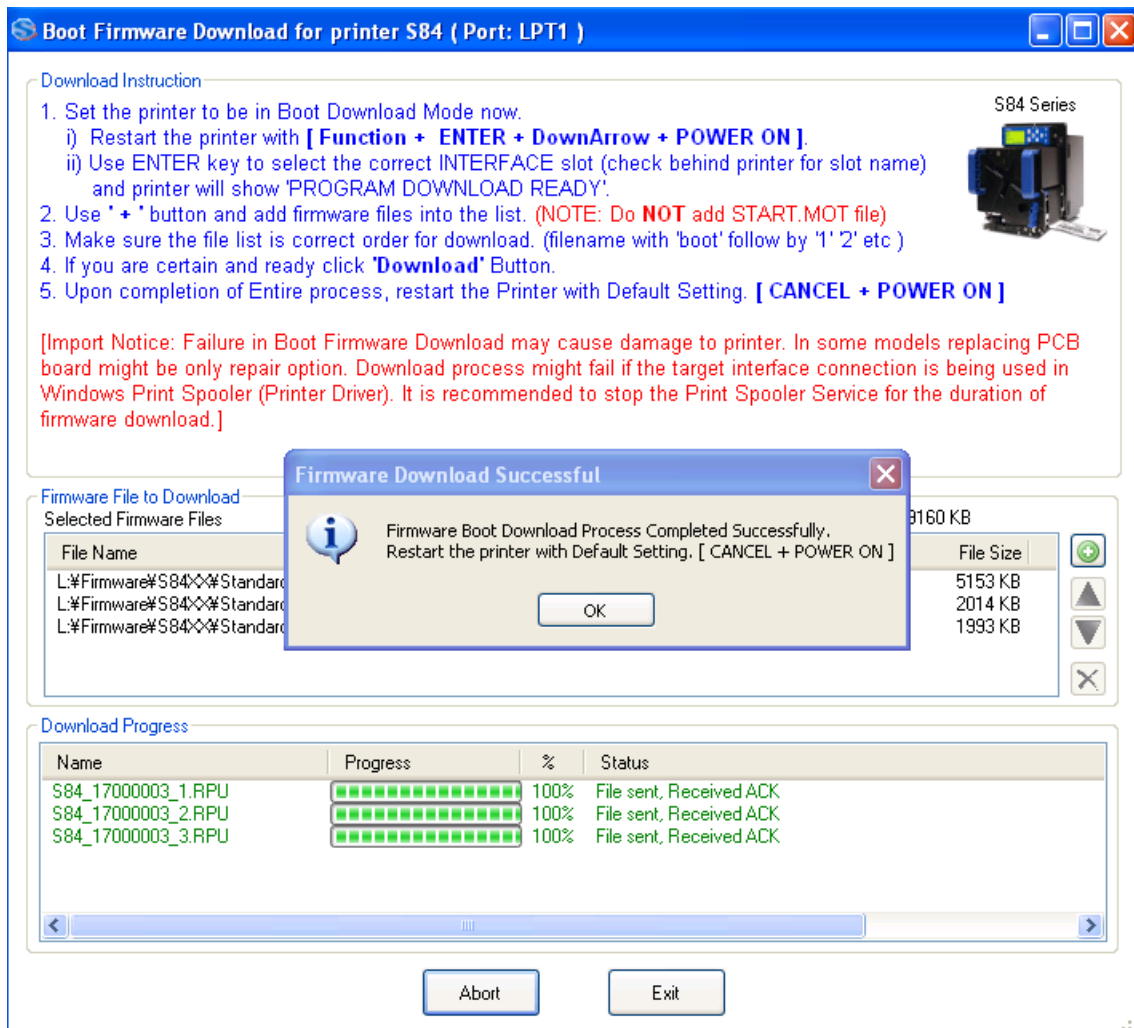 Boot Firmware Download for printer S84 ( Port: LPT1 )
Download Instruction
S84 Series
1. Set the printer to be in Boot Download Mode now.
i) Restart the printer with [ Function + ENTER + DownArrow + POWER ON ].
ii) Use ENTER key to select the correct INTERFACE slot (check behind printer for slot name)
and printer will show 'PROGRAM DOWNLOAD READY'.
2. Use ' + ' button and add firmware files into the list. (NOTE: Do NOT add START.MOT file)
3. Make sure the file list is correct order for download. (filename with 'boot' follow by '1' '2' etc )
4. If you are certain and ready click 'Download' Button.
5. Upon completion of Entire process, restart the Printer with Default Setting. [ CANCEL + POWER ON ]
[Import Notice: Failure in Boot Firmware Download may cause damage to printer. In some models replacing PCB
board might be only repair option. Download process might fail if the target interface connection is being used in
Windows Print Spooler (Printer Driver). It is recommended to stop the Print Spooler Service for the duration of
firmware download.]
Firmware Download Successful
Firmware Boot Download Process Completed Successfully.
Restart the printer with Default Setting. [ CANCEL + POWER ON ]
OK
Firmware File to Download
Selected Firmware Files
9160 KB
File Name File Size
L:¥Firmware¥S84XX¥Standard 5153 KB
L:¥Firmware¥S84XX¥Standard 2014 KB
L:¥Firmware¥S84XX¥Standard 1993 KB
Download Progress
Name Progress % Status
S84_17000003_1.RPU 100% File sent, Received ACK
S84_17000003_2.RPU 100% File sent, Received ACK
S84_17000003_3.RPU 100% File sent, Received ACK
Abort Exit